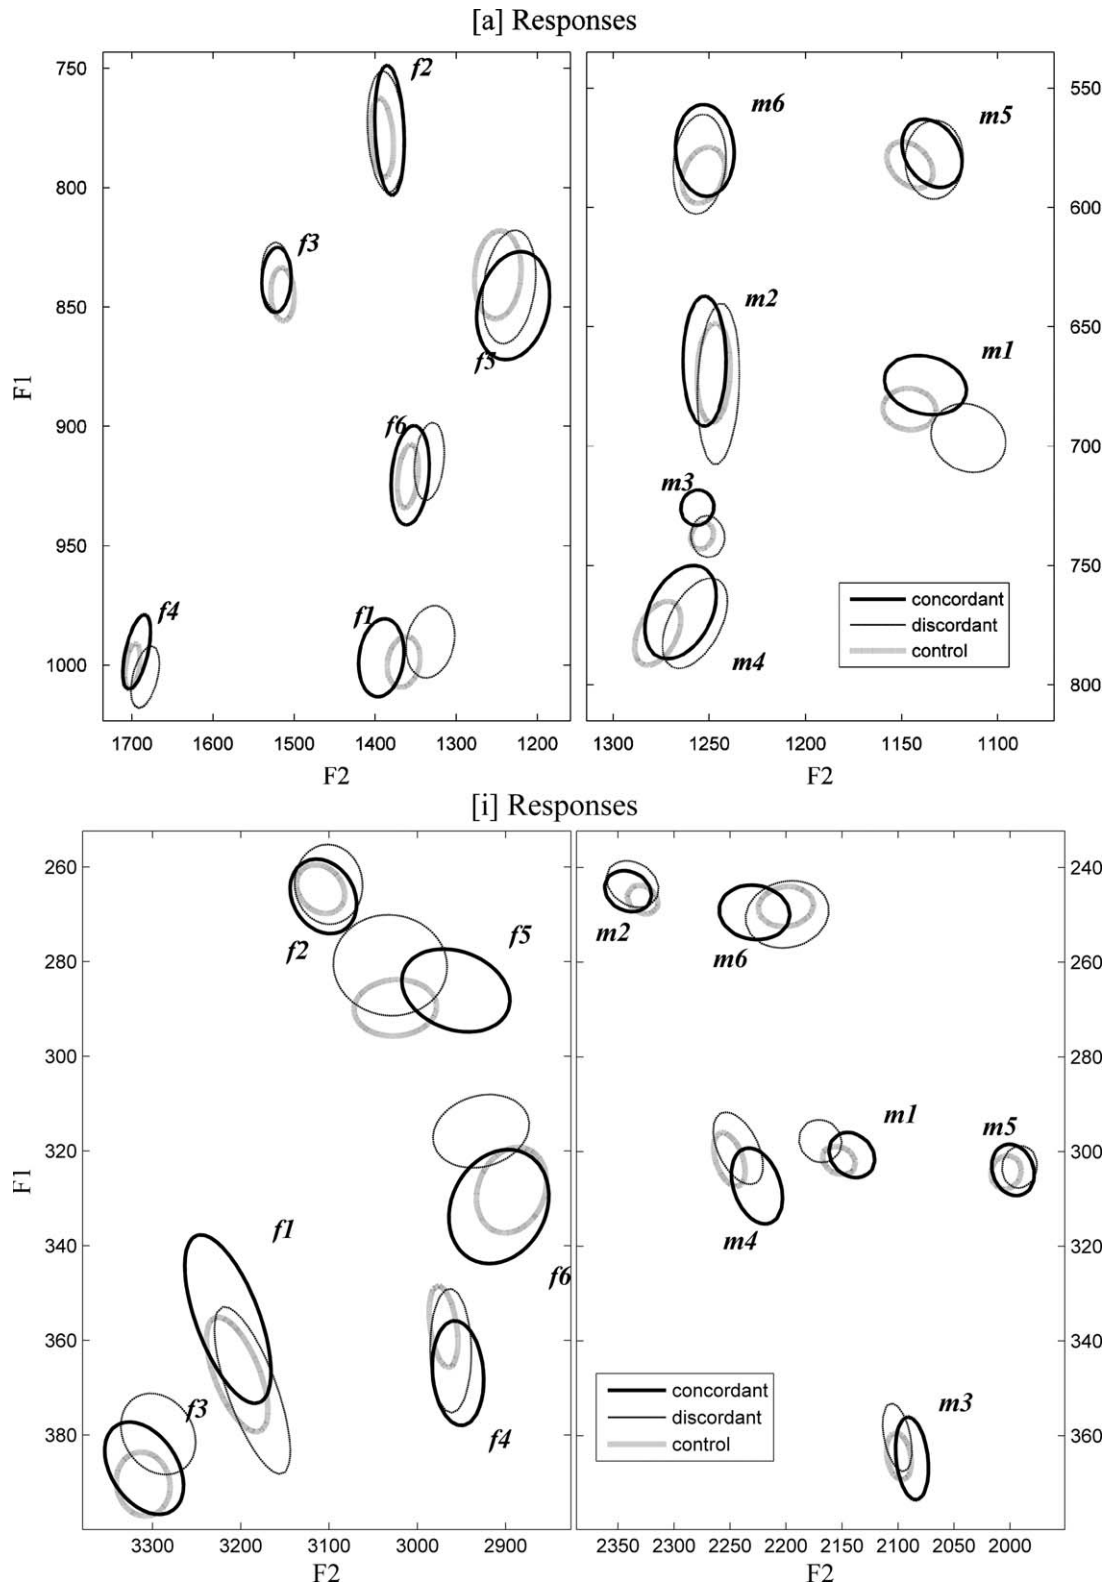 [a] Responses
750
800
850
900
950
1000
F1
f2
f3
f5
f6
f4
f1
1700 1600 1500 1400 1300 1200
F2
550
600
650
700
750
800
m6
m5
m2
m1
m3
m4
concordant
discordant
control
1300 1250 1200 1150 1100
F2
[i] Responses
260
280
300
320
340
360
380
F1
f2
f5
f1
f6
f3
f4
3300 3200 3100 3000 2900
F2
240
260
280
300
320
340
360
m2
m6
m1
m5
m4
m3
concordant
discordant
control
2350 2300 2250 2200 2150 2100 2050 2000
F2